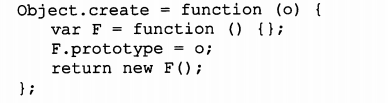 Object.create = function (o) {
    var F = function () {};
    F.prototype = o;
    return new F();
};